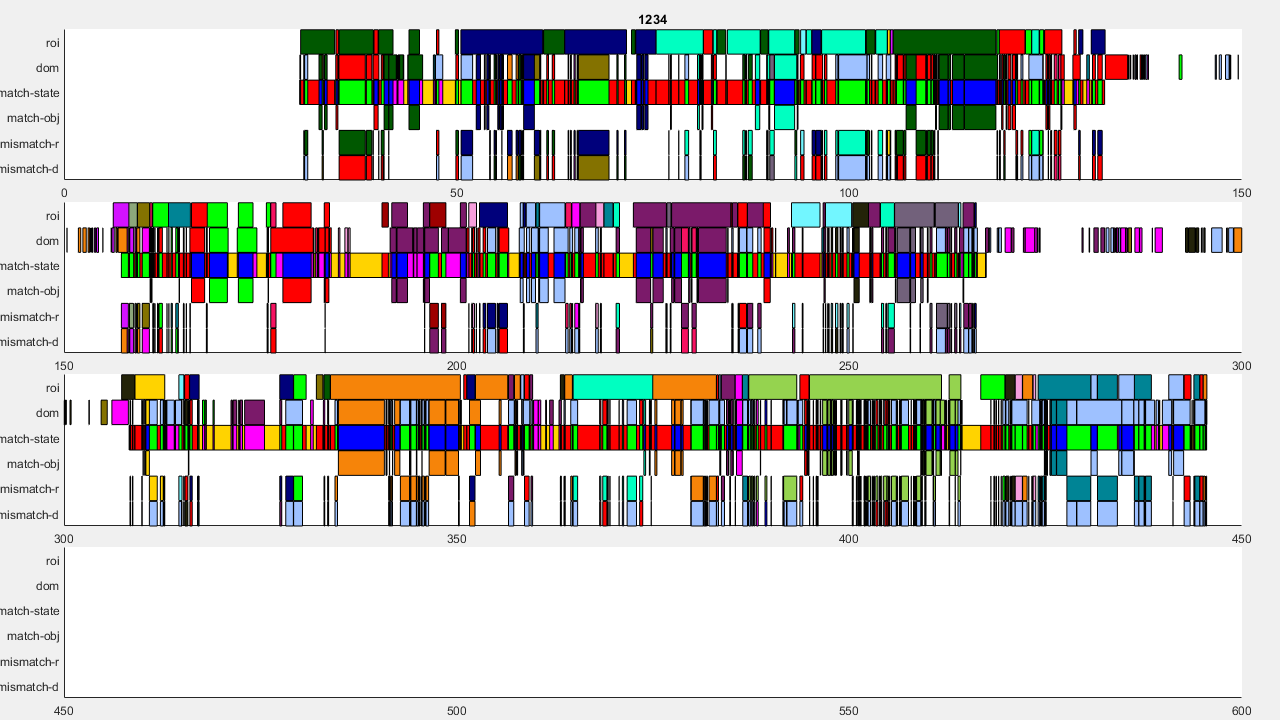 1234
roi
dom
match-state
match-obj
mismatch-r
mismatch-d
0 50 100 150
roi
dom
match-state
match-obj
mismatch-r
mismatch-d
150 200 250 300
roi
dom
match-state
match-obj
mismatch-r
mismatch-d
300 350 400 450
roi
dom
match-state
match-obj
mismatch-r
mismatch-d
450 500 550 600